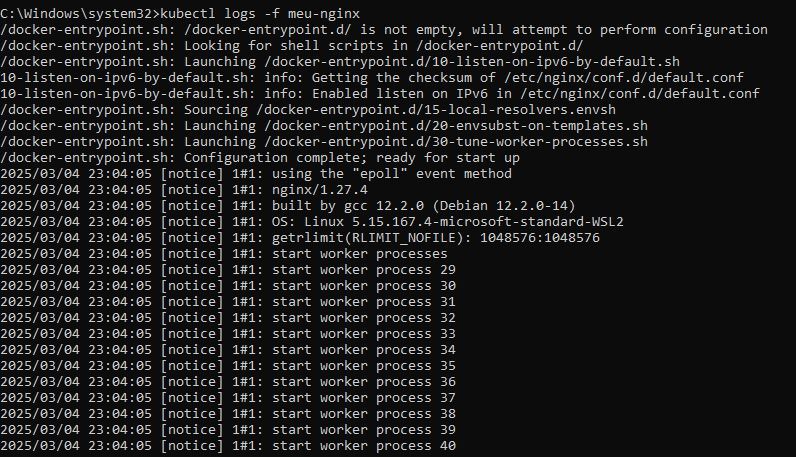 C:\Windows\system32>kubectl logs -f meu-nginx
/docker-entrypoint.sh: /docker-entrypoint.d/ is not empty, will attempt to perform configuration
/docker-entrypoint.sh: Looking for shell scripts in /docker-entrypoint.d/
/docker-entrypoint.sh: Launching /docker-entrypoint.d/10-listen-on-ipv6-by-default.sh
10-listen-on-ipv6-by-default.sh: info: Getting the checksum of /etc/nginx/conf.d/default.conf
10-listen-on-ipv6-by-default.sh: info: Enabled listen on IPv6 in /etc/nginx/conf.d/default.conf
/docker-entrypoint.sh: Sourcing /docker-entrypoint.d/15-local-resolvers.envsh
/docker-entrypoint.sh: Launching /docker-entrypoint.d/20-envsubst-on-templates.sh
/docker-entrypoint.sh: Launching /docker-entrypoint.d/30-tune-worker-processes.sh
/docker-entrypoint.sh: Configuration complete; ready for start up
2025/03/04 23:04:05 [notice] 1#1: using the "epoll" event method
2025/03/04 23:04:05 [notice] 1#1: nginx/1.27.4
2025/03/04 23:04:05 [notice] 1#1: built by gcc 12.2.0 (Debian 12.2.0-14)
2025/03/04 23:04:05 [notice] 1#1: OS: Linux 5.15.167.4-microsoft-standard-WSL2
2025/03/04 23:04:05 [notice] 1#1: getrlimit(RLIMIT_NOFILE): 1048576:1048576
2025/03/04 23:04:05 [notice] 1#1: start worker processes
2025/03/04 23:04:05 [notice] 1#1: start worker process 29
2025/03/04 23:04:05 [notice] 1#1: start worker process 30
2025/03/04 23:04:05 [notice] 1#1: start worker process 31
2025/03/04 23:04:05 [notice] 1#1: start worker process 32
2025/03/04 23:04:05 [notice] 1#1: start worker process 33
2025/03/04 23:04:05 [notice] 1#1: start worker process 34
2025/03/04 23:04:05 [notice] 1#1: start worker process 35
2025/03/04 23:04:05 [notice] 1#1: start worker process 36
2025/03/04 23:04:05 [notice] 1#1: start worker process 37
2025/03/04 23:04:05 [notice] 1#1: start worker process 38
2025/03/04 23:04:05 [notice] 1#1: start worker process 39
2025/03/04 23:04:05 [notice] 1#1: start worker process 40